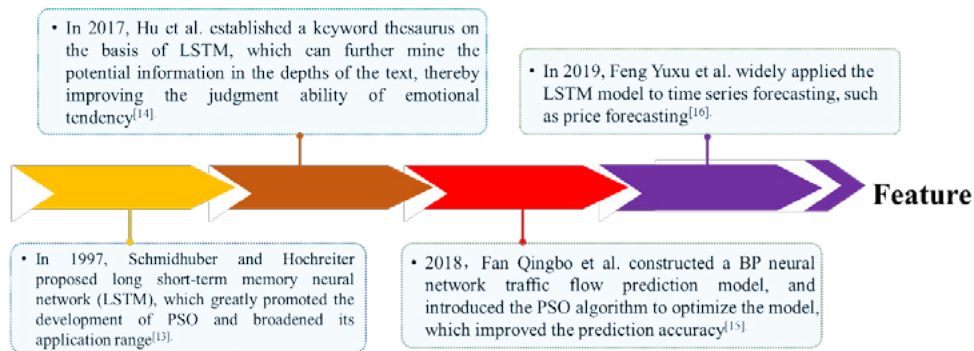 • In 2017, Hu et al. established a keyword thesaurus on
the basis of LSTM, which can further mine the
potential information in the depths of the text, thereby
improving the judgment ability of emotional
tendency[14].
• In 2019, Feng Yuxu et al. widely applied the
LSTM model to time series forecasting, such
as price forecasting[16].
Feature
• In 1997, Schmidhuber and Hochreiter
proposed long short-term memory neural
network (LSTM), which greatly promoted the
development of PSO and broadened its
application range[13].
• 2018，Fan Qingbo et al. constructed a BP neural
network traffic flow prediction model, and
introduced the PSO algorithm to optimize the model,
which improved the prediction accuracy[15].